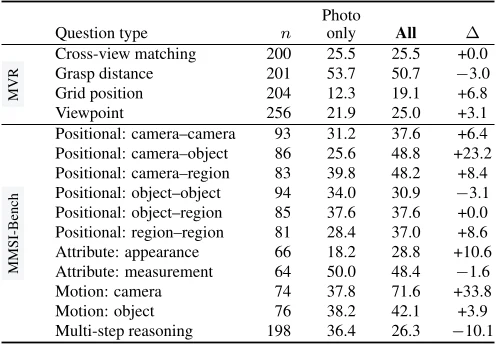 Photo
Question type n only All Δ
MVR
Cross-view matching 200 25.5 25.5 +0.0
Grasp distance 201 53.7 50.7 −3.0
Grid position 204 12.3 19.1 +6.8
Viewpoint 256 21.9 25.0 +3.1
MMSI-Bench
Positional: camera–camera 93 31.2 37.6 +6.4
Positional: camera–object 86 25.6 48.8 +23.2
Positional: camera–region 83 39.8 48.2 +8.4
Positional: object–object 94 34.0 30.9 −3.1
Positional: object–region 85 37.6 37.6 +0.0
Positional: region–region 81 28.4 37.0 +8.6
Attribute: appearance 66 18.2 28.8 +10.6
Attribute: measurement 64 50.0 48.4 −1.6
Motion: camera 74 37.8 71.6 +33.8
Motion: object 76 38.2 42.1 +3.9
Multi-step reasoning 198 36.4 26.3 −10.1